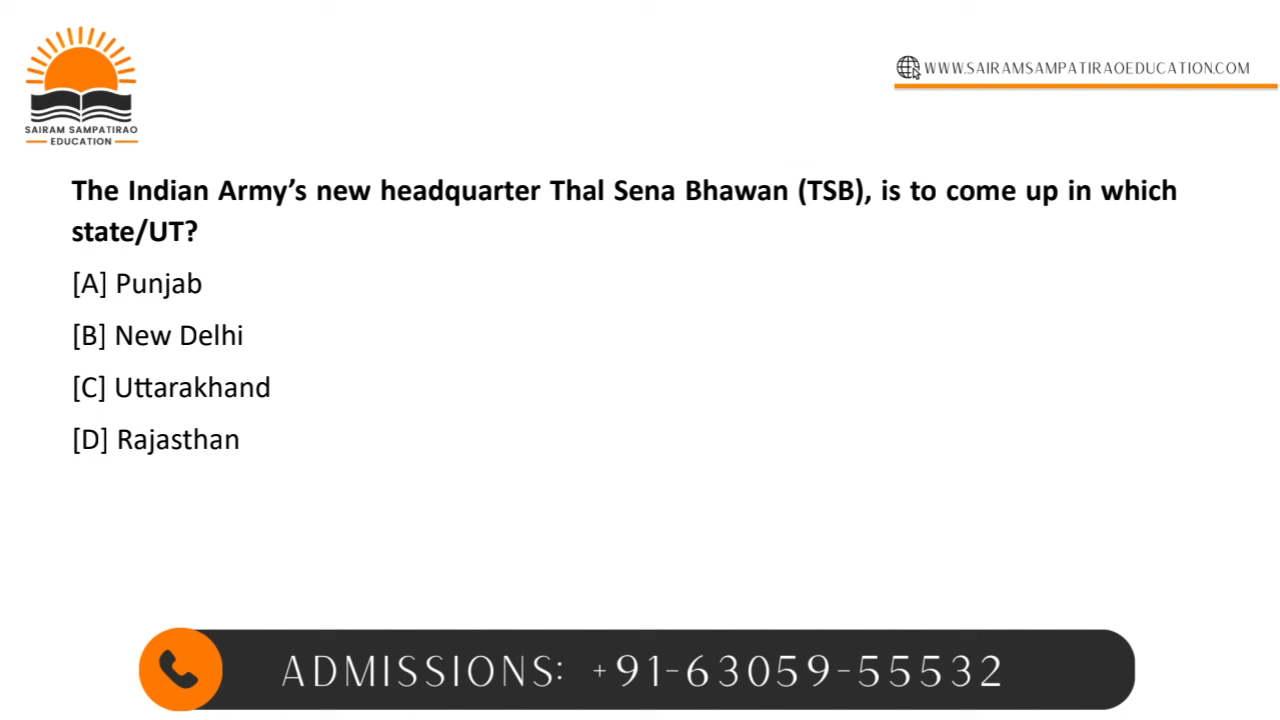 SAIRAM SAMPATIRAO
EDUCATION
WWW.SAIRAMSAMPATIRAOEDUCATION.COM
The Indian Army’s new headquarter Thal Sena Bhawan (TSB), is to come up in which
state/UT?
[A] Punjab
[B] New Delhi
[C] Uttarakhand
[D] Rajasthan
ADMISSIONS: +91-63059-55532